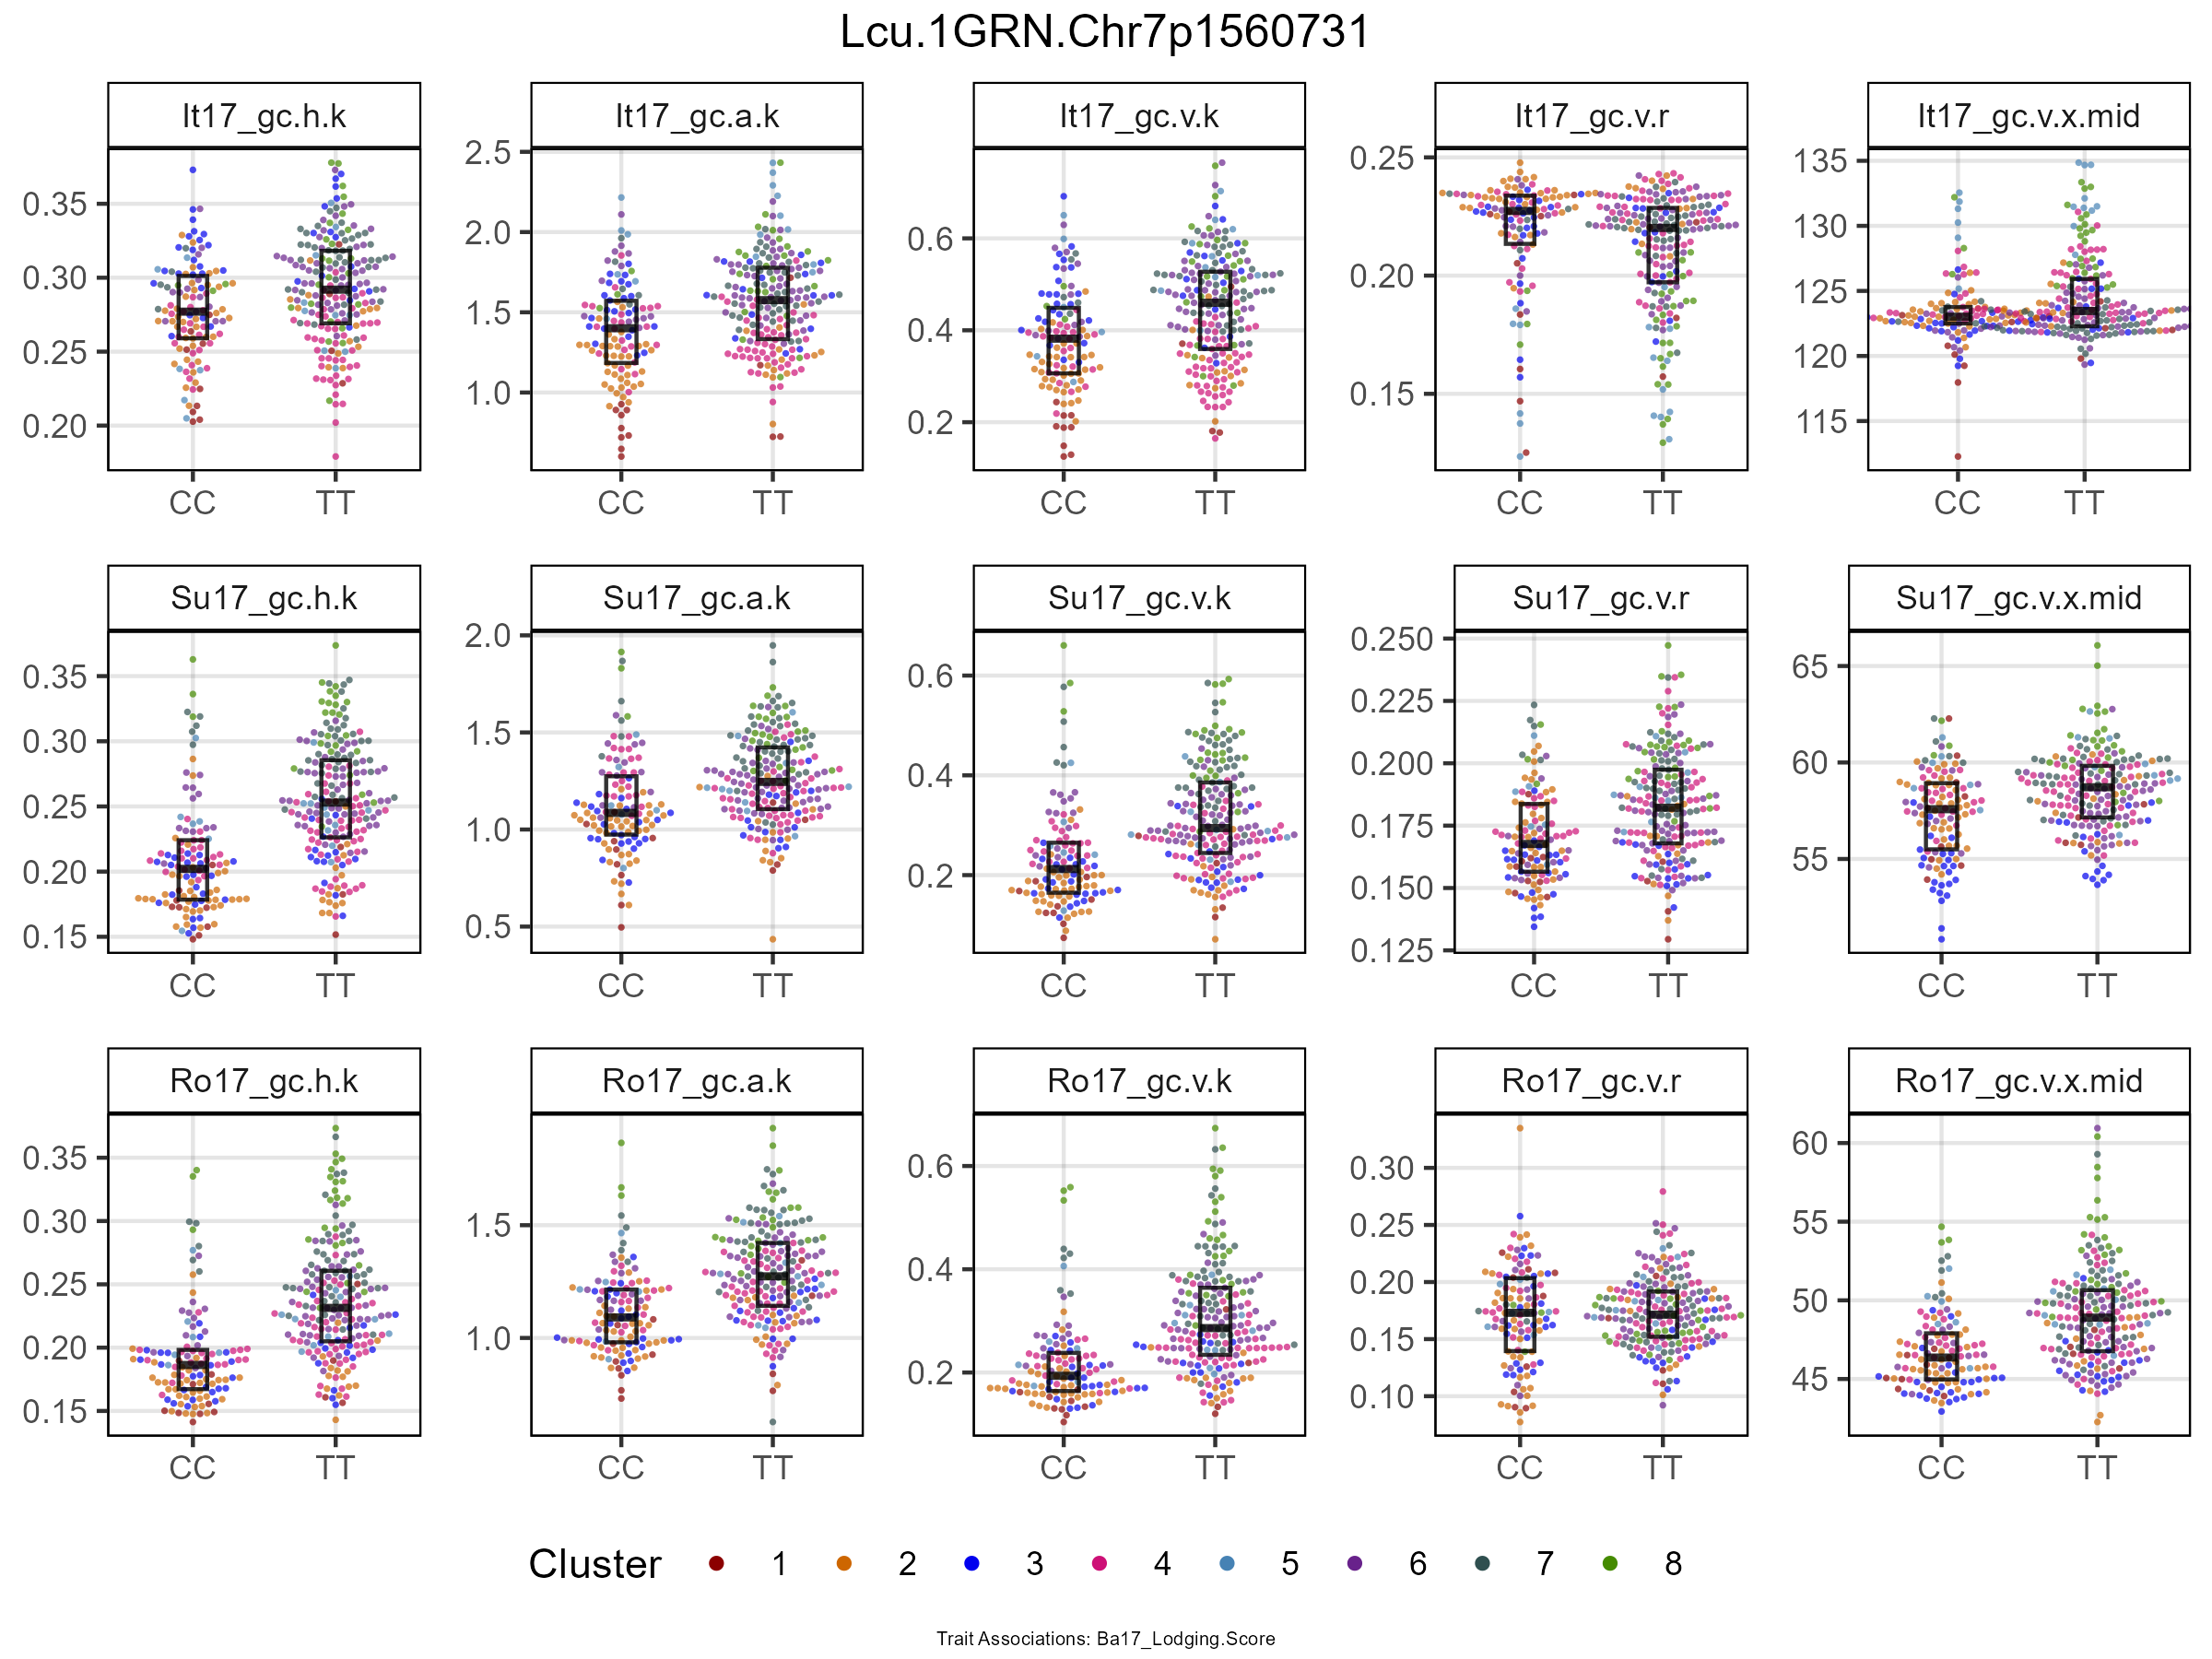 Lcu.1GRN.Chr7p1560731
It17_gc.h.k
It17_gc.a.k
It17_gc.v.k
It17_gc.v.r
It17_gc.v.x.mid
0.35
0.30
0.25
0.20
CC TT
2.5
2.0
1.5
1.0
CC TT
0.6
0.4
0.2
CC TT
0.25
0.20
0.15
CC TT
135
130
125
120
115
CC TT
Su17_gc.h.k
Su17_gc.a.k
Su17_gc.v.k
Su17_gc.v.r
Su17_gc.v.x.mid
0.35
0.30
0.25
0.20
0.15
CC TT
2.0
1.5
1.0
0.5
CC TT
0.6
0.4
0.2
CC TT
0.250
0.225
0.200
0.175
0.150
0.125
CC TT
65
60
55
CC TT
Ro17_gc.h.k
Ro17_gc.a.k
Ro17_gc.v.k
Ro17_gc.v.r
Ro17_gc.v.x.mid
0.35
0.30
0.25
0.20
0.15
CC TT
1.5
1.0
CC TT
0.6
0.4
0.2
CC TT
0.30
0.25
0.20
0.15
0.10
CC TT
60
55
50
45
CC TT
Cluster 1 2 3 4 5 6 7 8
Trait Associations: Ba17_Lodging.Score